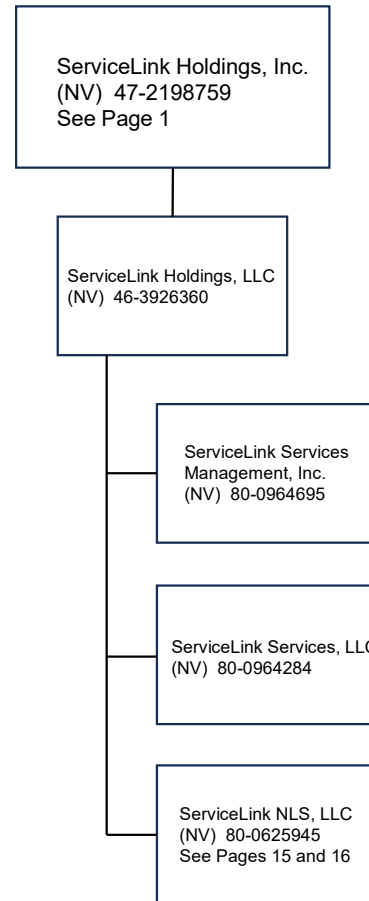 ServiceLink Holdings, Inc.
(NV) 47-2198759
See Page 1
ServiceLink Holdings, LLC
(NV) 46-3926360
ServiceLink Services
Management, Inc.
(NV) 80-0964695
ServiceLink Services, LLC
(NV) 80-0964284
ServiceLink NLS, LLC
(NV) 80-0625945
See Pages 15 and 16